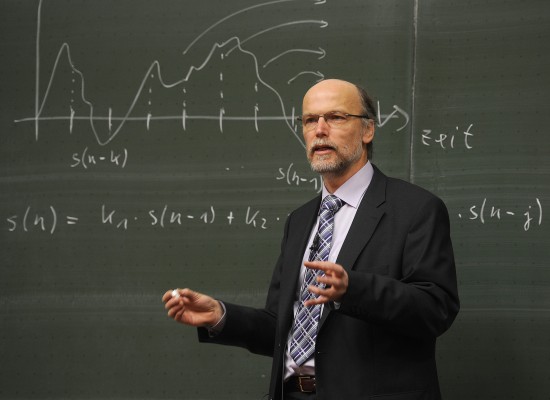 s(n-k)
s(n-1)
zeit
s(n) = k₁ · s(n-1) + k₂ · s(n-j)